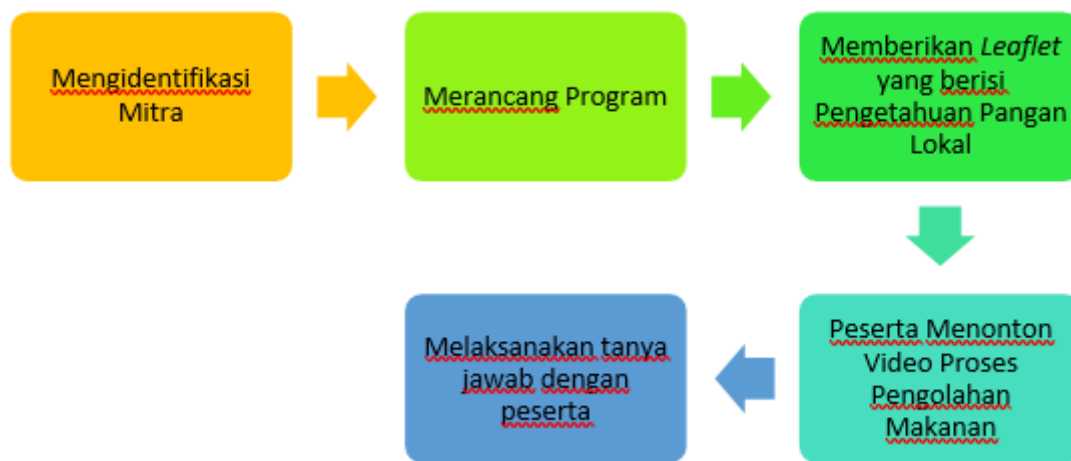 Mengidentifikasi
Mitra
Merancang Program
Memberikan Leaflet
yang berisi
Pengetahuan Pangan
Lokal
Peserta Menonton
Video Proses
Pengolahan
Makanan
Melaksanakan tanya
jawab dengan
peserta